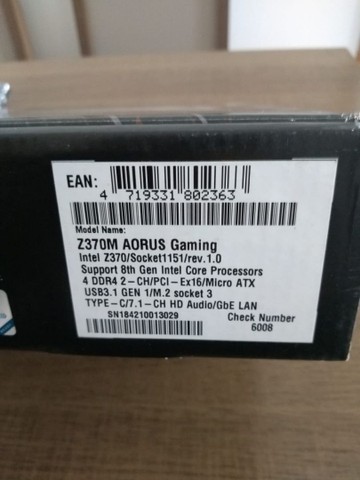 EAN:
4 719331 802363
Model Name:
Z370M AORUS Gaming
Intel Z370/Socket1151/rev.1.0
Support 8th Gen Intel Core Processors
4 DDR4 2-CH/PCI-Ex16/Micro ATX
USB3.1 GEN 1/M.2 socket 3
TYPE-C/7.1-CH HD Audio/GbE LAN
SN184210013029
Check Number
6008